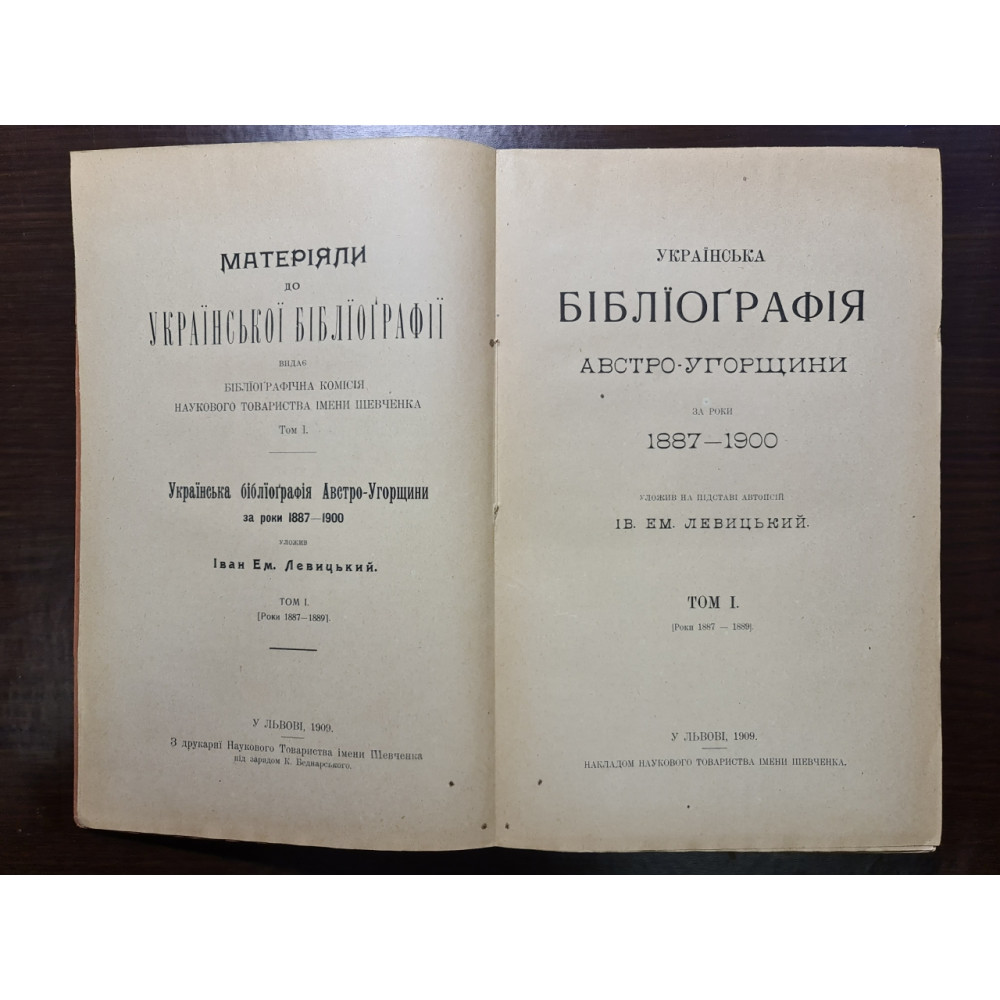 МАТЕРІЯЛИ
ДО
УКРАЇНСЬКОЇ БІБЛЇОҐРАФІЇ
ВИДАЄ
БІБЛЇОҐРАФІЧНА КОМІСІЯ
НАУКОВОГО ТОВАРИСТВА ІМЕНИ ШЕВЧЕНКА
Том І.
Українська бібліоґрафія Австро-Угорщини
за роки 1887—1900
УЛОЖИВ
Іван Ем. Левицький.
ТОМ І.
[Роки 1887—1889].
У ЛЬВОВІ, 1909.
З друкарнї Наукового Товариства імени Шевченка
під зарядом К. Беднарського.
УКРАЇНСЬКА
БІБЛЇОҐРАФІЯ
АВСТРО-УГОРЩИНИ
ЗА РОКИ
1887—1900
УЛОЖИВ НА ПІДСТАВІ АВТОПСІЙ
ІВ. ЕМ. ЛЕВИЦЬКИЙ.
ТОМ І.
[Роки 1887 — 1889].
У ЛЬВОВІ, 1909.
НАКЛАДОМ НАУКОВОГО ТОВАРИСТВА ІМЕНИ ШЕВЧЕНКА.